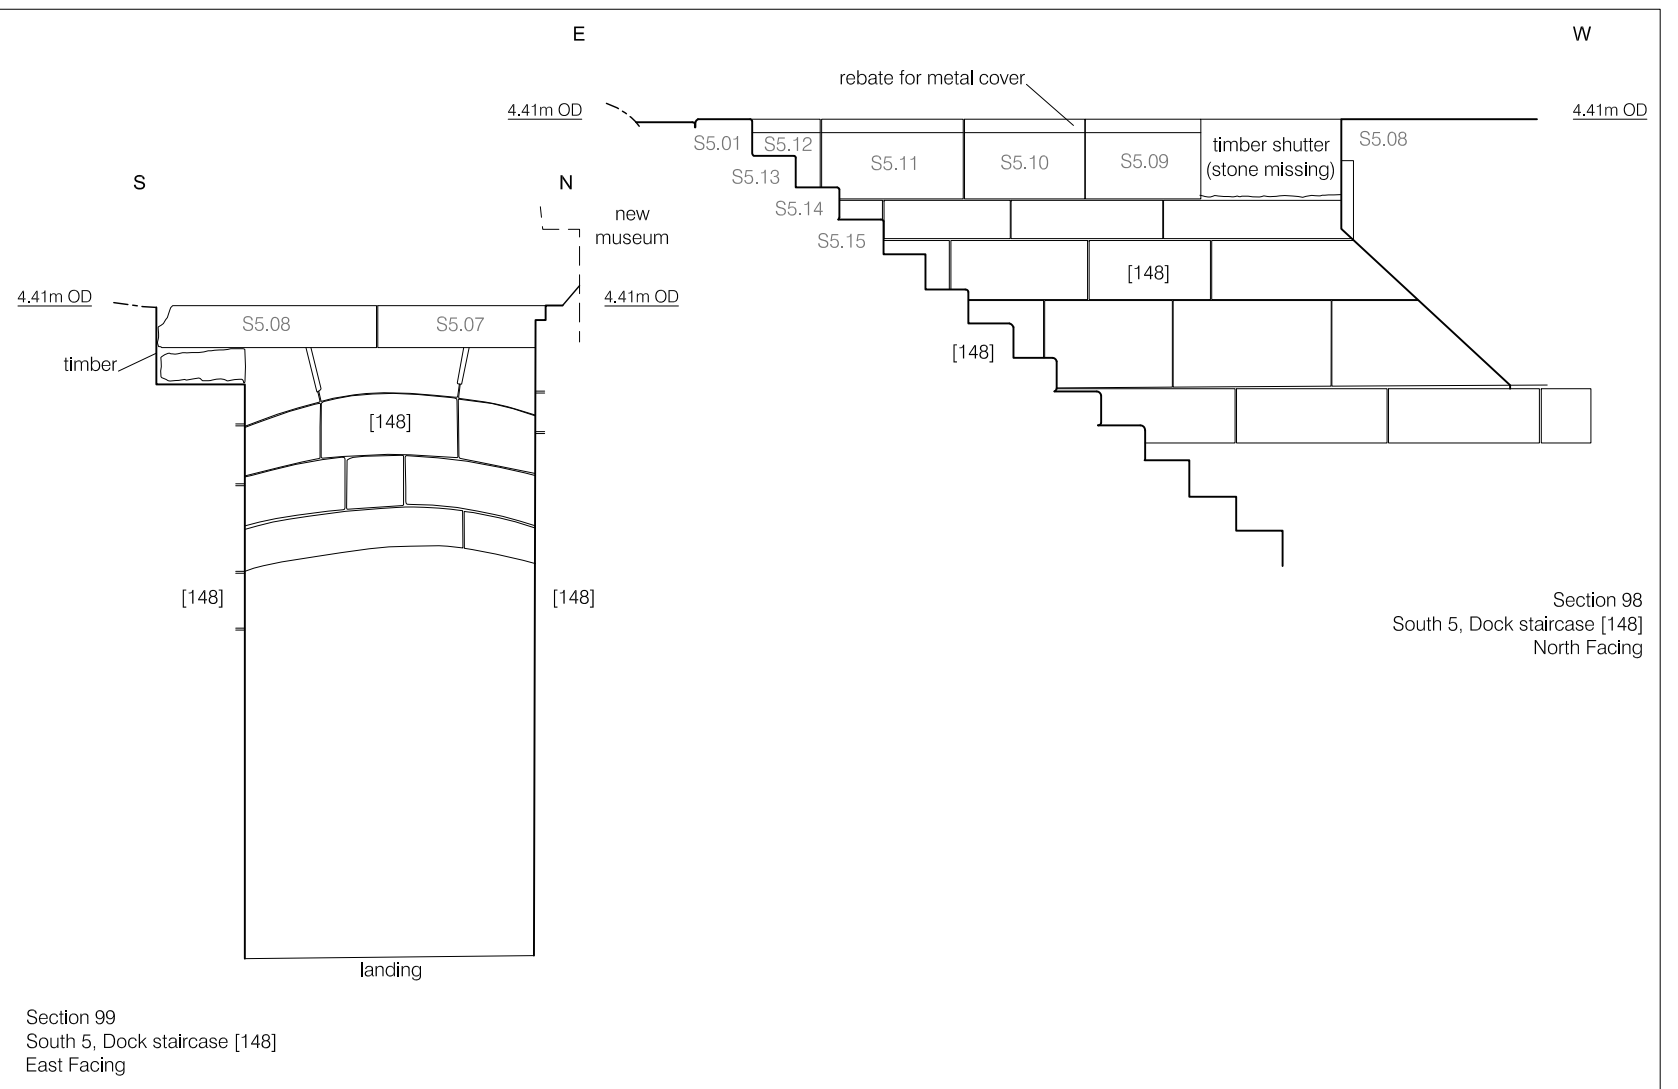 E
W
rebate for metal cover
4.41m OD
4.41m OD
S5.01
S5.12
S5.11
S5.10
S5.09
timber shutter
(stone missing)
S5.08
S5.13
S5.14
S5.15
[148]
[148]
Section 98
South 5, Dock staircase [148]
North Facing
S
N
new
museum
4.41m OD
4.41m OD
S5.08
S5.07
timber
[148]
[148]
[148]
landing
Section 99
South 5, Dock staircase [148]
East Facing